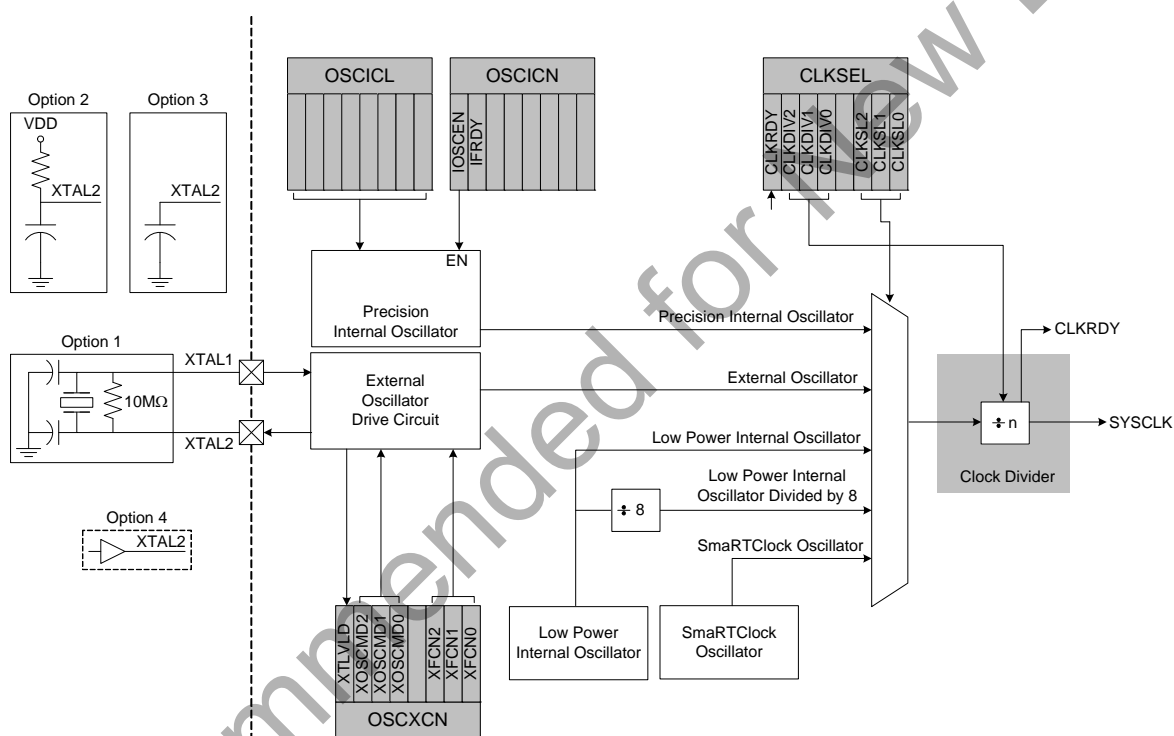 mmended for New
OSCICL
OSCICN
CLKSEL
IOSCEN
IFRDY
CLKRDY
CLKDIV2
CLKDIV1
CLKDIV0
CLKSL2
CLKSL1
CLKSL0
Option 2
Option 3
VDD
XTAL2
XTAL2
EN
Precision
Internal Oscillator
Precision Internal Oscillator
CLKRDY
Option 1
XTAL1
10MΩ
XTAL2
External
Oscillator
Drive Circuit
External Oscillator
÷ n
SYSCLK
Clock Divider
Low Power Internal Oscillator
Low Power Internal
Oscillator Divided by 8
÷ 8
Option 4
XTAL2
SmaRTClock Oscillator
XTLVLD
XOSCMD2
XOSCMD1
XOSCMD0
XFCN2
XFCN1
XFCN0
Low Power
Internal Oscillator
SmaRTClock
Oscillator
OSCXCN